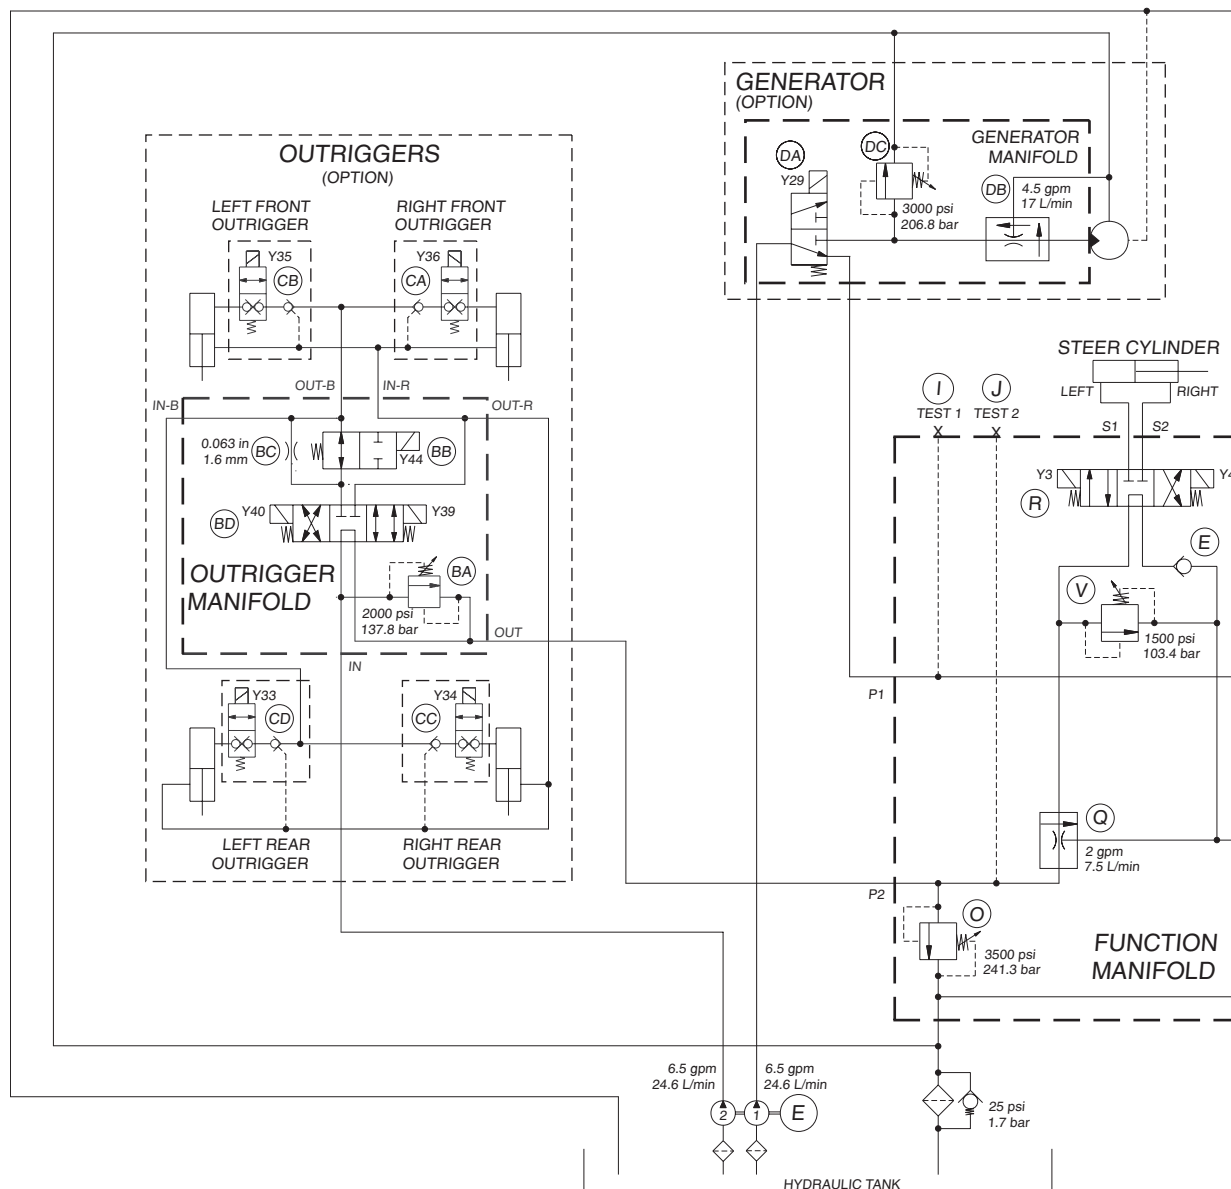 GENERATOR
(OPTION)
GENERATOR
MANIFOLD
DA
Y29
DC
DB
4.5 gpm
17 L/min
3000 psi
206.8 bar
OUTRIGGERS
(OPTION)
LEFT FRONT
OUTRIGGER
RIGHT FRONT
OUTRIGGER
Y35
CB
Y36
CA
OUT-B
IN-R
IN-B
OUT-R
0.063 in
1.6 mm
BC
Y44
BB
BD
Y40
Y39
OUTRIGGER
MANIFOLD
BA
2000 psi
137.8 bar
OUT
IN
Y33
CD
Y34
CC
LEFT REAR
OUTRIGGER
RIGHT REAR
OUTRIGGER
STEER CYLINDER
LEFT
RIGHT
I
TEST 1
X
J
TEST 2
X
S1
S2
Y3
Y4
R
E
V
1500 psi
103.4 bar
P1
Q
2 gpm
7.5 L/min
P2
O
3500 psi
241.3 bar
FUNCTION
MANIFOLD
6.5 gpm
24.6 L/min
6.5 gpm
24.6 L/min
2
1
E
25 psi
1.7 bar
HYDRAULIC TANK